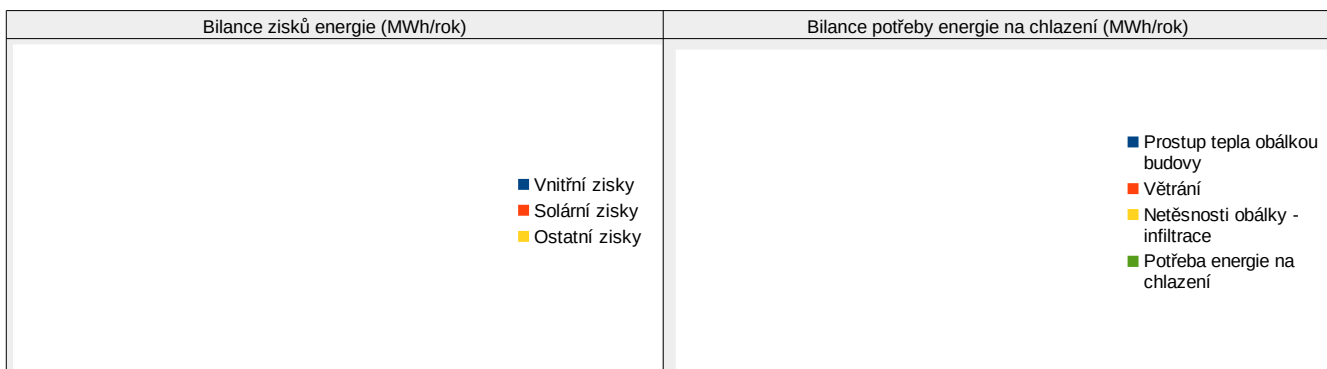 Bilance zisků energie (MWh/rok)
Bilance potřeby energie na chlazení (MWh/rok)
Vnitřní zisky
Solární zisky
Ostatní zisky
Prostup tepla obálkou
budovy
Větrání
Netěsnosti obálky -
infiltrace
Potřeba energie na
chlazení